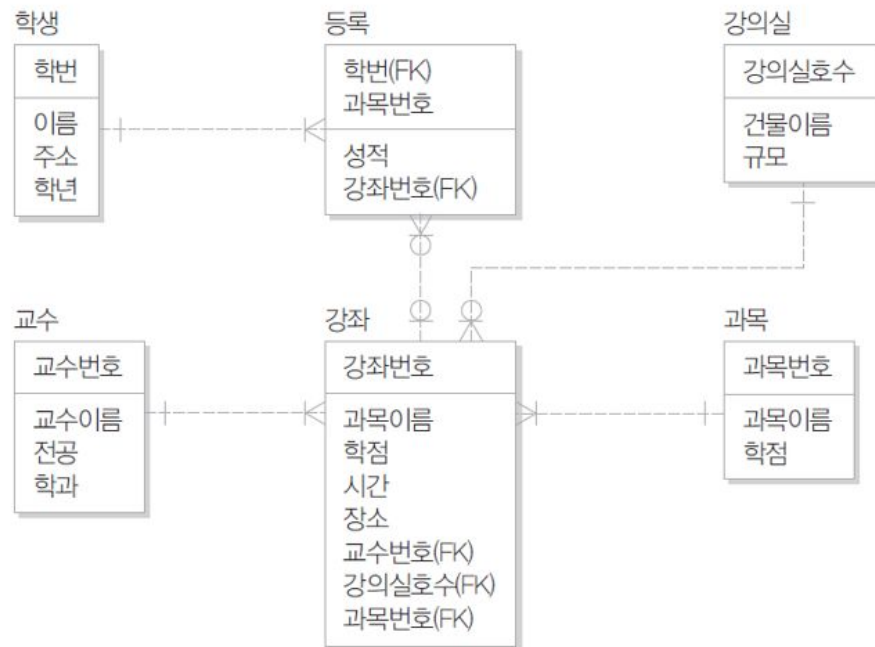 학생
학번
이름
주소
학년
등록
학번(FK)
과목번호
성적
강좌번호(FK)
강의실
강의실호수
건물이름
규모
교수
교수번호
교수이름
전공
학과
강좌
강좌번호
과목이름
학점
시간
장소
교수번호(FK)
강의실호수(FK)
과목번호(FK)
과목
과목번호
과목이름
학점